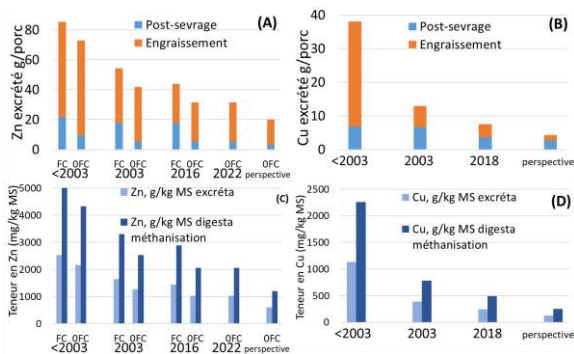 (A)
Zn excrété g/porc
80
60
40
20
0
Post-sevrage
Engraissement
FC 0FC FC 0FC FC 0FC 0FC 0FC
<2003 2003 2016 2022 perspective
(B)
Cu excrété g/porc
40
30
20
10
0
Post-sevrage
Engraissement
<2003 2003 2018 perspective
(C)
Teneur en Zn (mg/kg MS)
5000
4000
3000
2000
1000
0
Zn, g/kg MS excréta
Zn, g/kg MS digesta
méthanisation
FC 0FC FC 0FC FC 0FC 0FC 0FC
<2003 2003 2016 2022 perspective
(D)
Teneur en Cu (mg/kg MS)
2500
2000
1500
1000
500
0
Cu, g/kg MS excréta
Cu, g/kg MS digesta
méthanisation
<2003 2003 2018 perspective